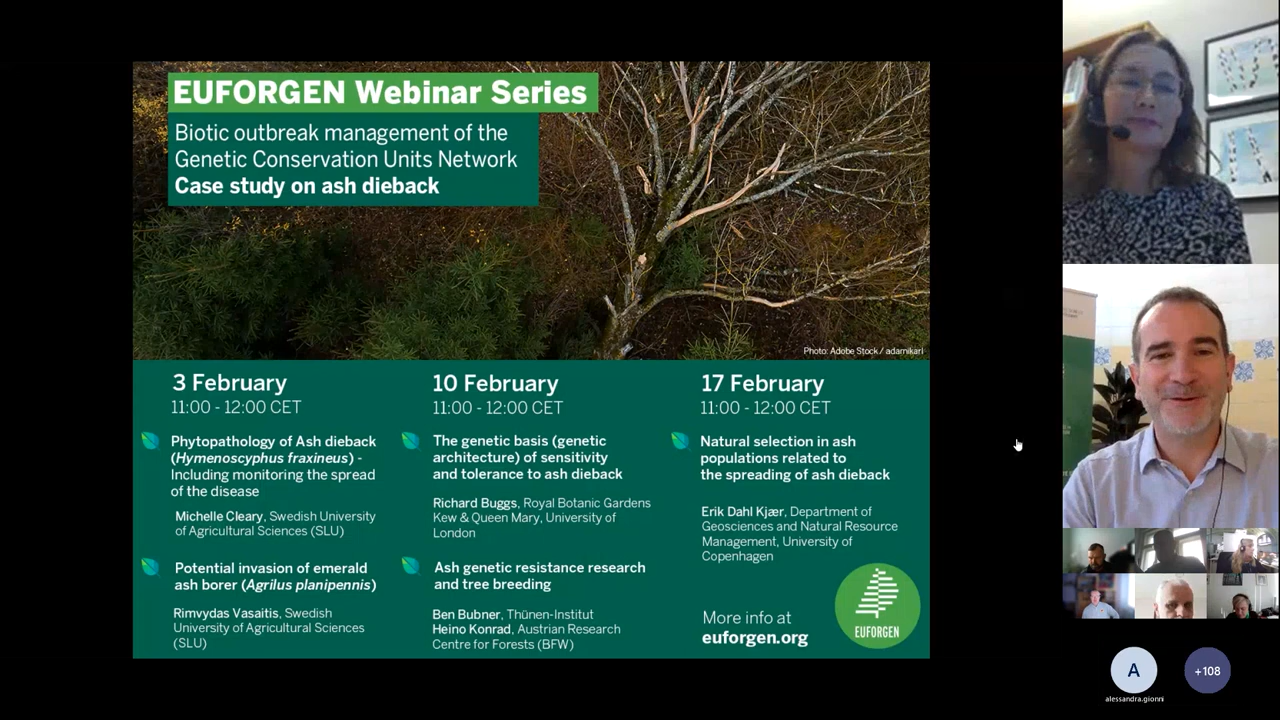 EUFORGEN Webinar Series
Biotic outbreak management of the
Genetic Conservation Units Network
Case study on ash dieback
Photo: Adobe Stock / adamikari
3 February
11:00 - 12:00 CET
Phytopathology of Ash dieback
(Hymenoscyphus fraxineus) -
Including monitoring the spread
of the disease
Michelle Cleary, Swedish University
of Agricultural Sciences (SLU)
Potential invasion of emerald
ash borer (Agrilus planipennis)
Rimvydas Vasaitis, Swedish
University of Agricultural Sciences
(SLU)
10 February
11:00 - 12:00 CET
The genetic basis (genetic
architecture) of sensitivity
and tolerance to ash dieback
Richard Buggs, Royal Botanic Gardens
Kew & Queen Mary, University of
London
Ash genetic resistance research
and tree breeding
Ben Bubner, Thünen-Institut
Heino Konrad, Austrian Research
Centre for Forests (BFW)
17 February
11:00 - 12:00 CET
Natural selection in ash
populations related to
the spreading of ash dieback
Erik Dahl Kjær, Department of
Geosciences and Natural Resource
Management, University of
Copenhagen
More info at
euforgen.org
EUFORGEN
A
alessandra.gionni
+108